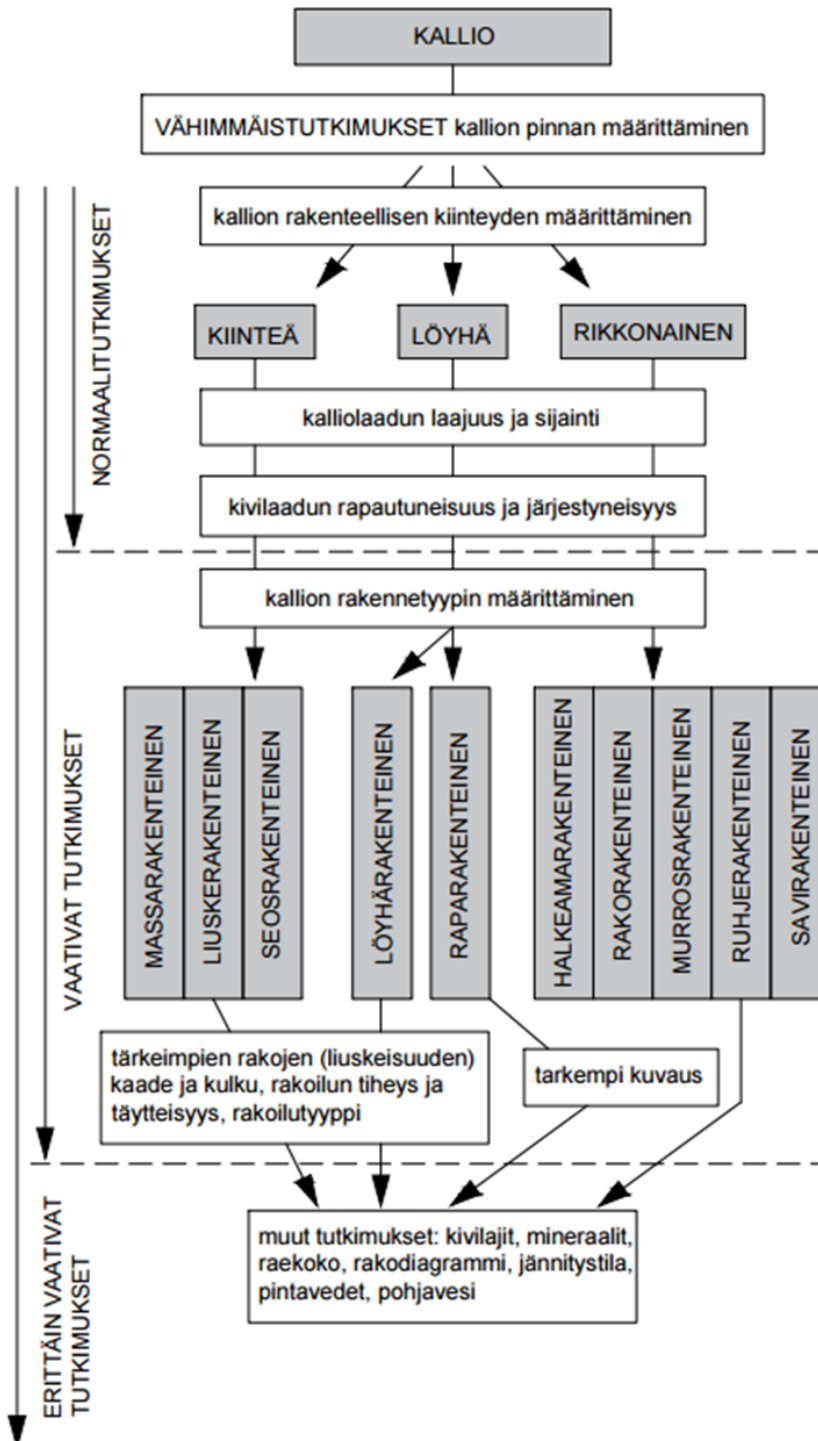 KALLIO
VÄHIMMÄISTUTKIMUKSET kallion pinnan määrittäminen
NORMAALITUTKIMUKSET
kallion rakenteellisen kiinteyden määrittäminen
KIINTEÄ
LÖYHÄ
RIKKONAINEN
kalliolaadun laajuus ja sijainti
kivilaadun rapautuneisuus ja järjestyneisyys
VAATIVAT TUTKIMUKSET
kallion rakennetyypin määrittäminen
MASSARAKENTEINEN
LIUSKERAKENTEINEN
SEOSRAKENTEINEN
LÖYHÄRAKENTEINEN
RAPARAKENTEINEN
HALKEAMARAKENTEINEN
RAKORAKENTEINEN
MURROSRAKENTEINEN
RUHJERAKENTEINEN
SAVIRAKENTEINEN
tärkeimpien rakojen (liuskeisuuden)
kaade ja kulku, rakoilun tiheys ja
täytteisyys, rakoilutyyppi
tarkempi kuvaus
ERITTÄIN VAATIVAT
TUTKIMUKSET
muut tutkimukset: kivilajit, mineraalit,
raekoko, rakodiagrammi, jännitystila,
pintavedet, pohjavesi